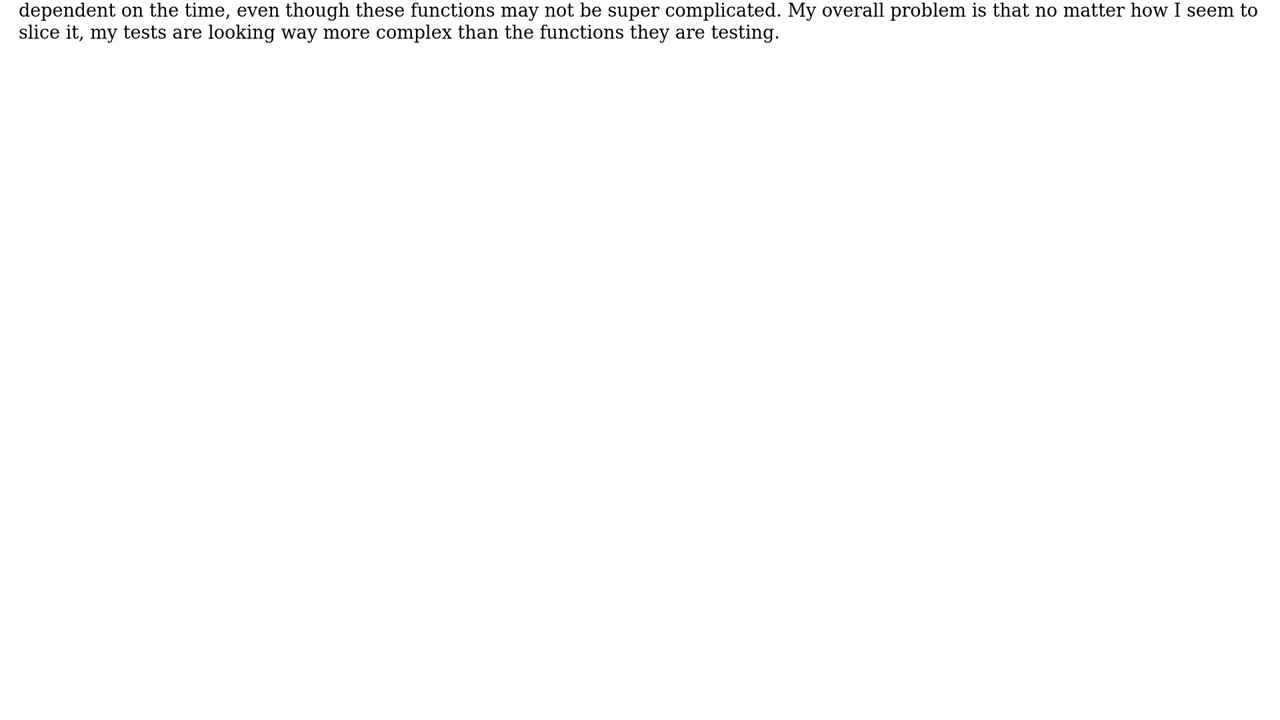 dependent on the time, even though these functions may not be super complicated. My overall problem is that no matter how I seem to
slice it, my tests are looking way more complex than the functions they are testing.